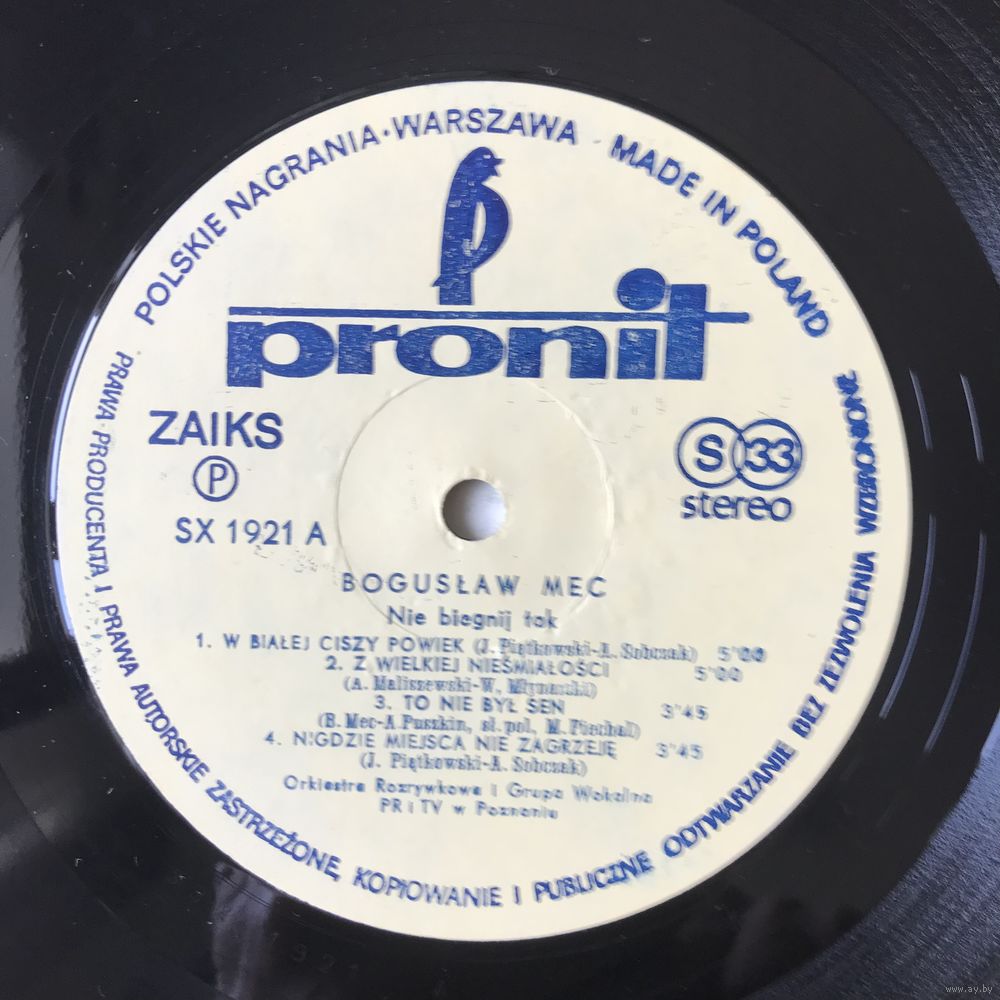 POLSKIE NAGRANIA · WARSZAWA · MADE IN POLAND
pronit
ZAIKS
P
SX 1921 A
S 33
stereo
BOGUSŁAW MEC
Nie biegnij tak
1. W BIAŁEJ CISZY POWIEK (J. Piątkowski-A. Sobczak) 5'00
2. Z WIELKIEJ NIEŚMIAŁOŚCI 5'00
(A. Maliszewski-W. Młynarski)
3. TO NIE BYŁ SEN 3'45
(B. Mec-A. Puszkin, sł. pol. M. Piechal)
4. NIGDZIE MIEJSCA NIE ZAGRZEJĘ 3'45
(J. Piątkowski-A. Sobczak)
Orkiestra Rozrywkowa i Grupa Wokalna
PR i TV w Poznaniu
PRAWA PRODUCENTA I PRAWA AUTORSKIE ZASTRZEŻONE, KOPIOWANIE I PUBLICZNE ODTWARZANIE BEZ ZEZWOLENIA WZBRONIONE
1921
www.ay.by